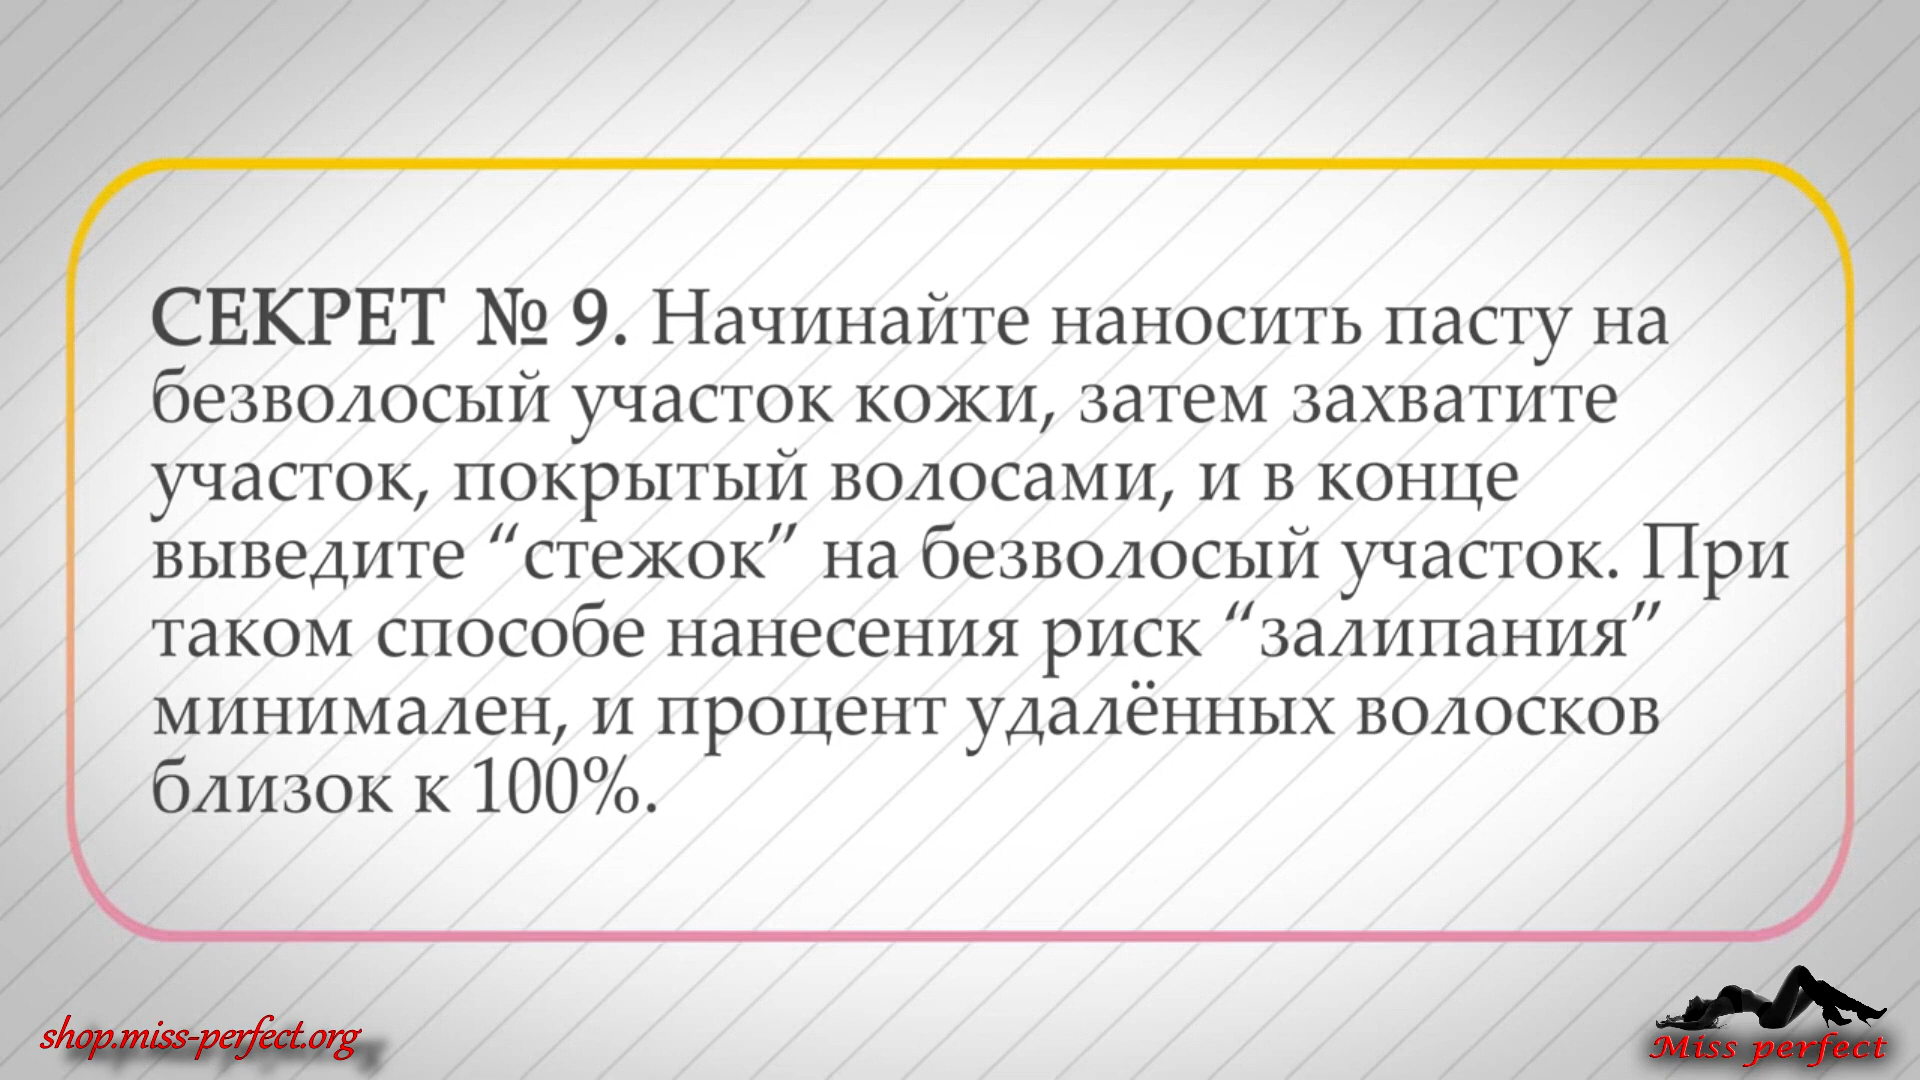 СЕКРЕТ № 9. Начинайте наносить пасту на
безволосый участок кожи, затем захватите
участок, покрытый волосами, и в конце
выведите “стежок” на безволосый участок. При
таком способе нанесения риск “залипания”
минимален, и процент удалённых волосков
близок к 100%.
shop.miss-perfect.org
Miss perfect